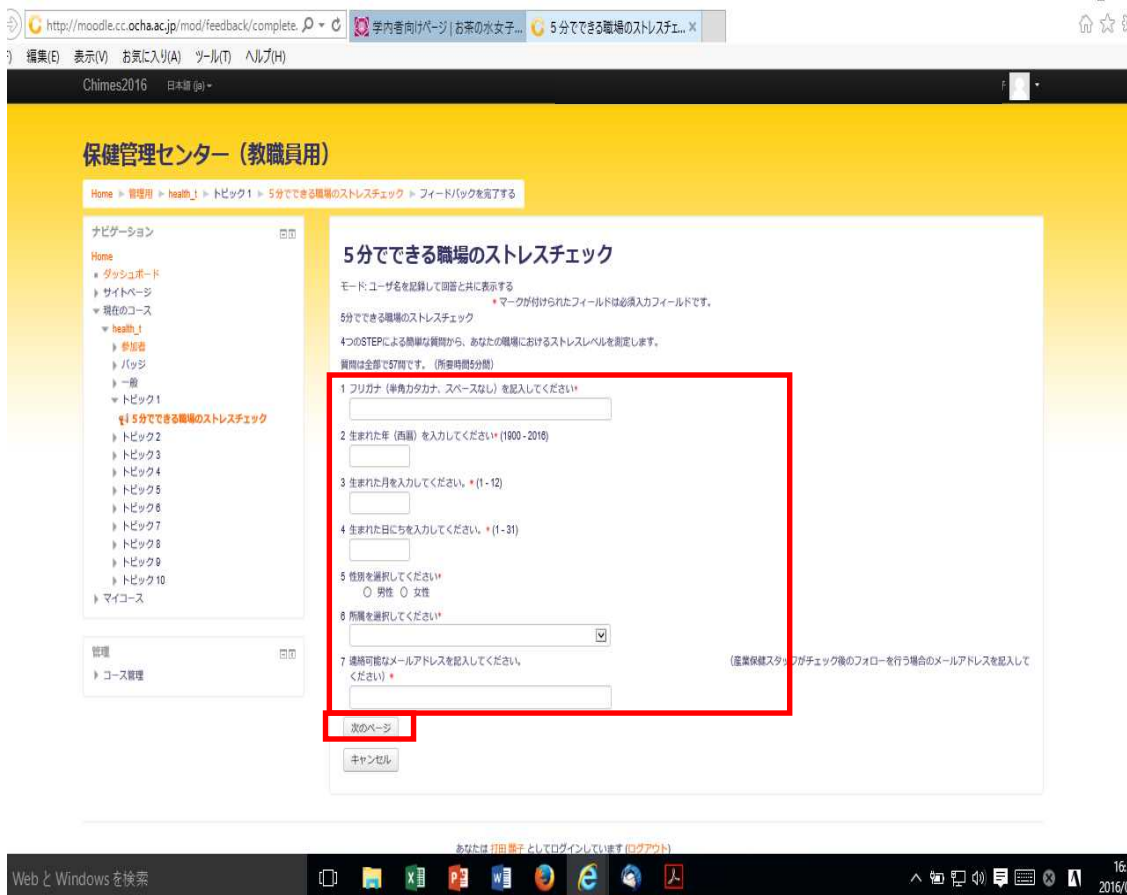 http://moodle.cc.ocha.ac.jp/mod/feedback/complete.
学内者向けページ | お茶の水女子...
5分でできる職場のストレスチェ... ×
編集(E) 表示(V) お気に入り(A) ツール(T) ヘルプ(H)
Chimes2016 日本語 (ja)
保健管理センター（教職員用）
Home ► 管理用 ► health_t ► トピック1 ► 5分でできる職場のストレスチェック ► フィードバックを完了する
ナビゲーション
Home
ダッシュボード
サイトページ
現在のコース
health_t
参加者
バッジ
一般
トピック1
5分でできる職場のストレスチェック
トピック2
トピック3
トピック4
トピック5
トピック6
トピック7
トピック8
トピック9
トピック10
マイコース
管理
コース管理
5分でできる職場のストレスチェック
モード: ユーザ名を記録して回答と共に表示する
* マークが付けられたフィールドは必須入力フィールドです。
5分でできる職場のストレスチェック
4つのSTEPによる簡単な質問から、あなたの職場におけるストレスレベルを測定します。
質問は全部で57問です。（所要時間5分間）
1 フリガナ（半角カタカナ、スペースなし）を記入してください*
2 生まれた年（西暦）を入力してください* (1900 - 2016)
3 生まれた月を入力してください。* (1 - 12)
4 生まれた日にちを入力してください。* (1 - 31)
5 性別を選択してください*
男性 女性
6 所属を選択してください*
7 連絡可能なメールアドレスを記入してください。 （産業保健スタッフがチェック後のフォローを行う場合のメールアドレスを記入して
ください）*
次のページ
キャンセル
あなたは 打田 としてログインしています (ログアウト)
Web と Windows を検索
16:
2016/0